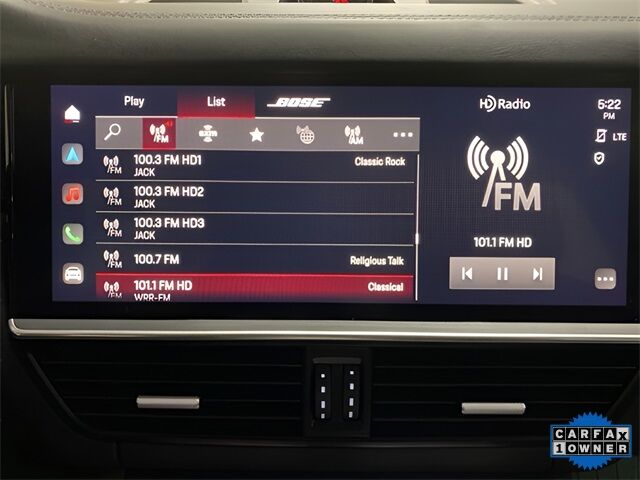 Play List BOSE HD Radio 5:22
PM
LTE
FM SXM AM
FM
100.3 FM HD1 Classic Rock
JACK
100.3 FM HD2
JACK
100.3 FM HD3
JACK
100.7 FM Religious Talk
101.1 FM HD Classical
WRR-FM
101.1 FM HD
CARFAX
1 OWNER